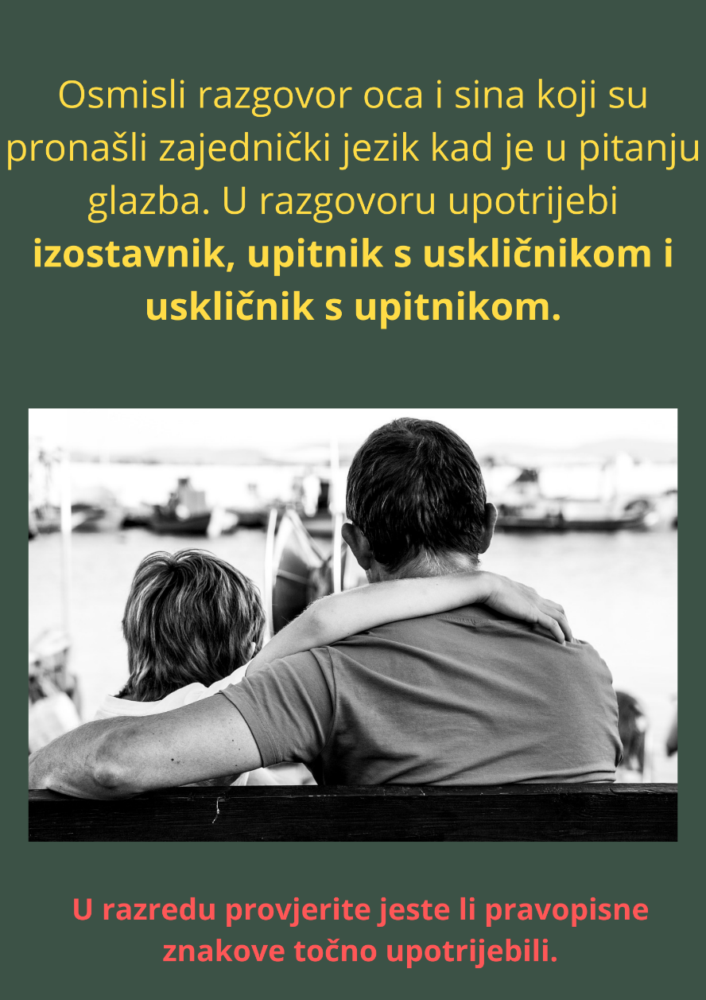 Osmisli razgovor oca i sina koji su
pronašli zajednički jezik kad je u pitanju
glazba. U razgovoru upotrijebi
izostavnik, upitnik s uskličnikom i
uskličnik s upitnikom.
U razredu provjerite jeste li pravopisne
znakove točno upotrijebili.